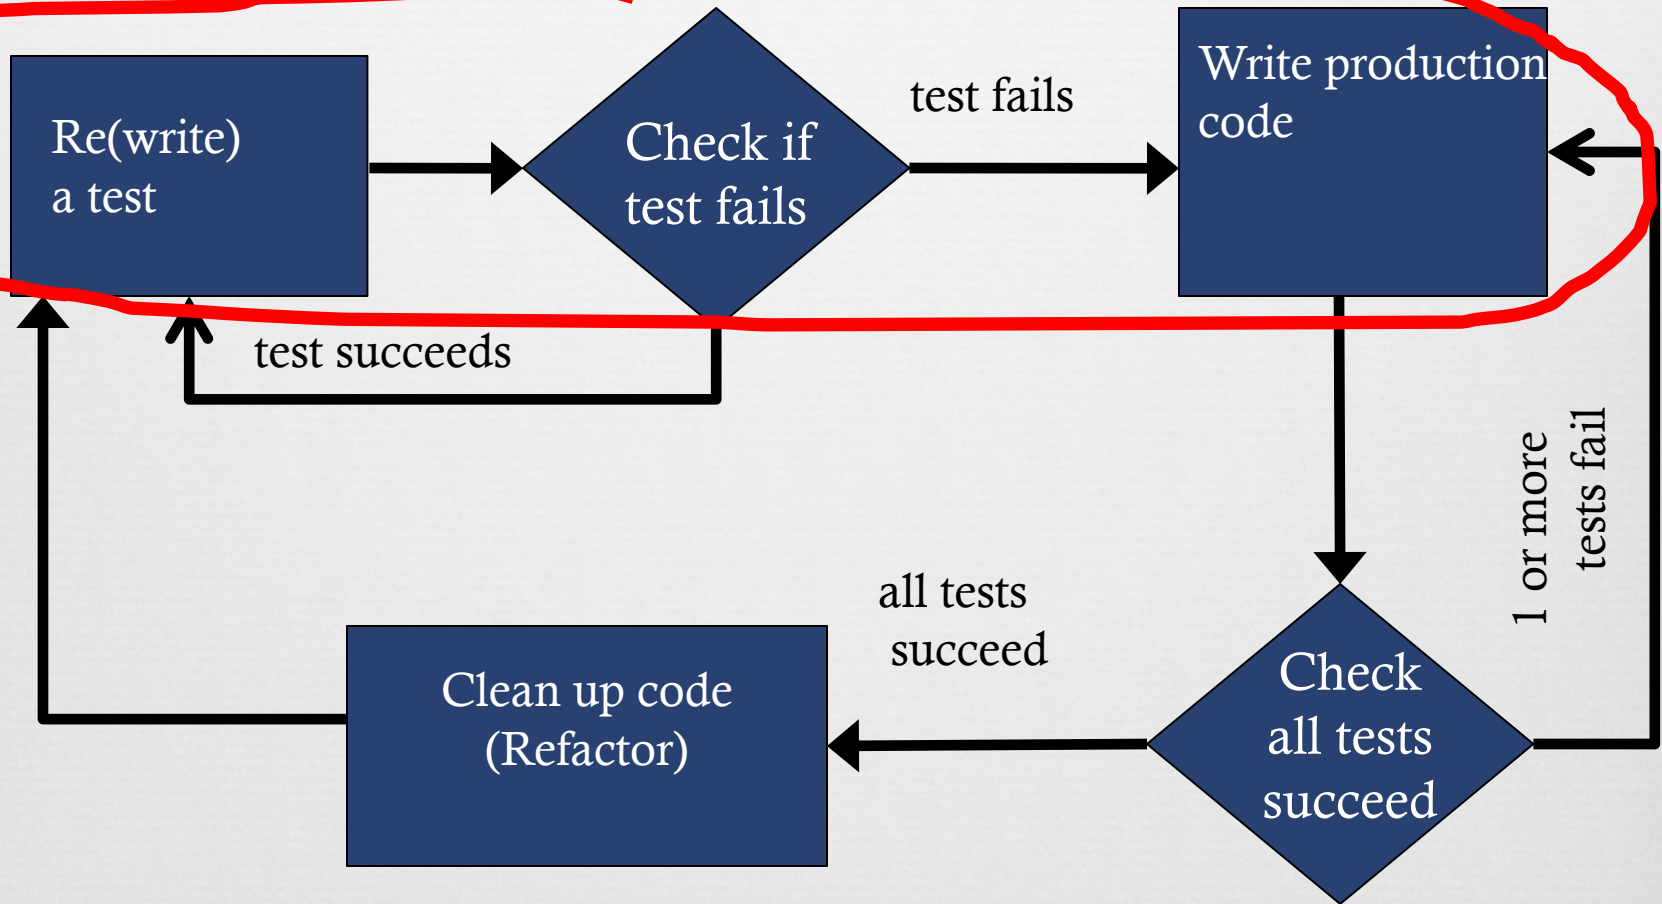 Re(write)
a test
Check if
test fails
test fails
Write production
code
test succeeds
1 or more
tests fail
all tests
succeed
Clean up code
(Refactor)
Check
all tests
succeed